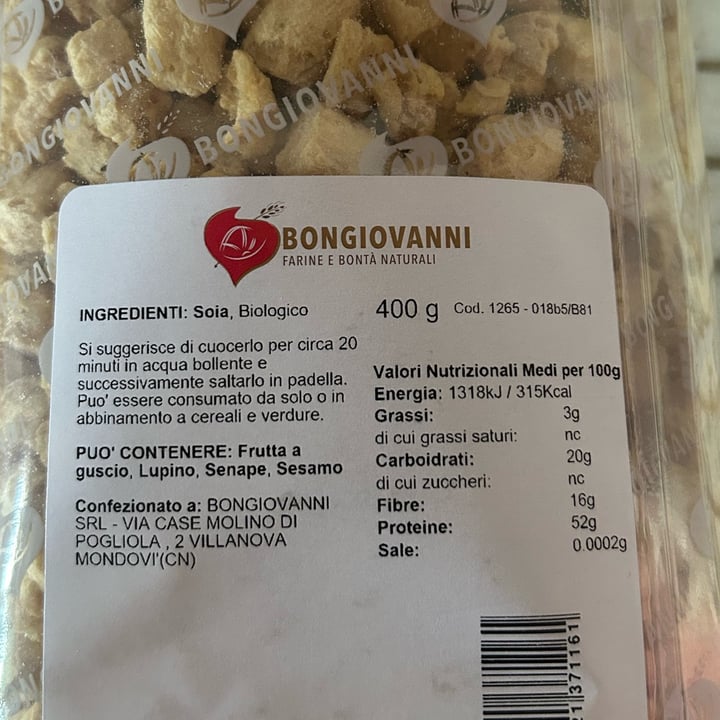 BONGIOVANNI
BONGIOVANNI
BONGIOVANNI
BONGIOVANNI
FARINE E BONTÀ NATURALI
INGREDIENTI: Soia, Biologico
400 g Cod. 1265 - 018b5/B81
Si suggerisce di cuocerlo per circa 20
minuti in acqua bollente e
successivamente saltarlo in padella.
Puo' essere consumato da solo o in
abbinamento a cereali e verdure.
PUO' CONTENERE: Frutta a
guscio, Lupino, Senape, Sesamo
Confezionato a: BONGIOVANNI
SRL - VIA CASE MOLINO DI
POGLIOLA , 2 VILLANOVA
MONDOVI'(CN)
Valori Nutrizionali Medi per 100g
Energia: 1318kJ / 315Kcal
Grassi: 3g
di cui grassi saturi: nc
Carboidrati: 20g
di cui zuccheri: nc
Fibre: 16g
Proteine: 52g
Sale: 0.0002g
371161